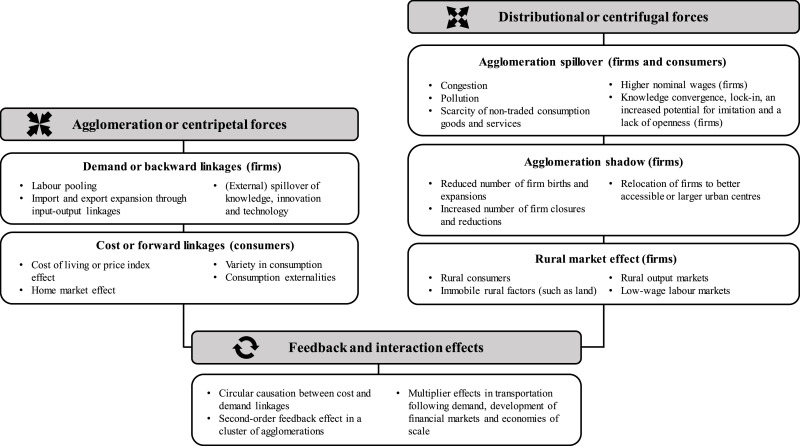 Distributional or centrifugal forces
Agglomeration spillover (firms and consumers)
• Congestion
• Pollution
• Scarcity of non-traded consumption
goods and services
• Higher nominal wages (firms)
• Knowledge convergence, lock-in, an
increased potential for imitation and a
lack of openness (firms)
Agglomeration shadow (firms)
• Reduced number of firm births and
expansions
• Increased number of firm closures
and reductions
• Relocation of firms to better
accessible or larger urban centres
Rural market effect (firms)
• Rural consumers
• Immobile rural factors (such as land)
• Rural output markets
• Low-wage labour markets
Agglomeration or centripetal forces
Demand or backward linkages (firms)
• Labour pooling
• Import and export expansion through
input-output linkages
• (External) spillover of
knowledge, innovation
and technology
Cost or forward linkages (consumers)
• Cost of living or price index
effect
• Home market effect
• Variety in consumption
• Consumption externalities
Feedback and interaction effects
• Circular causation between cost and
demand linkages
• Second-order feedback effect in a
cluster of agglomerations
• Multiplier effects in transportation
following demand, development of
financial markets and economies of
scale